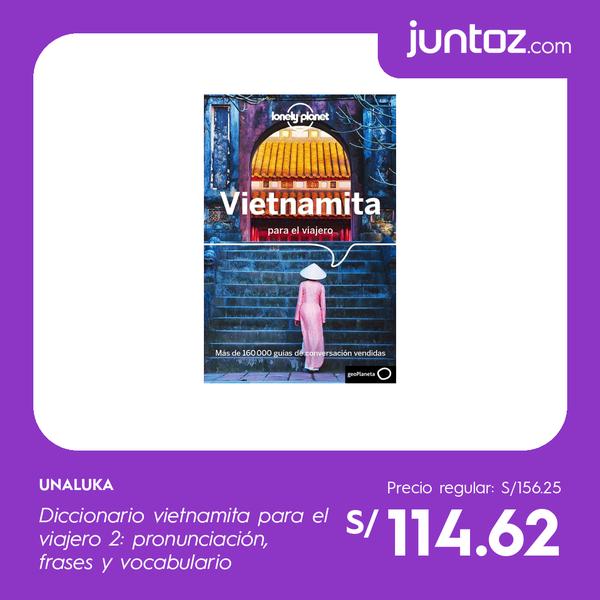 juntoz.com
lonely planet
Vietnamita
para el viajero
Más de 160 000 guías de conversación vendidas
geoPlaneta
UNALUKA
Precio regular: S/156.25
Diccionario vietnamita para el
viajero 2: pronunciación,
frases y vocabulario
S/ 114.62